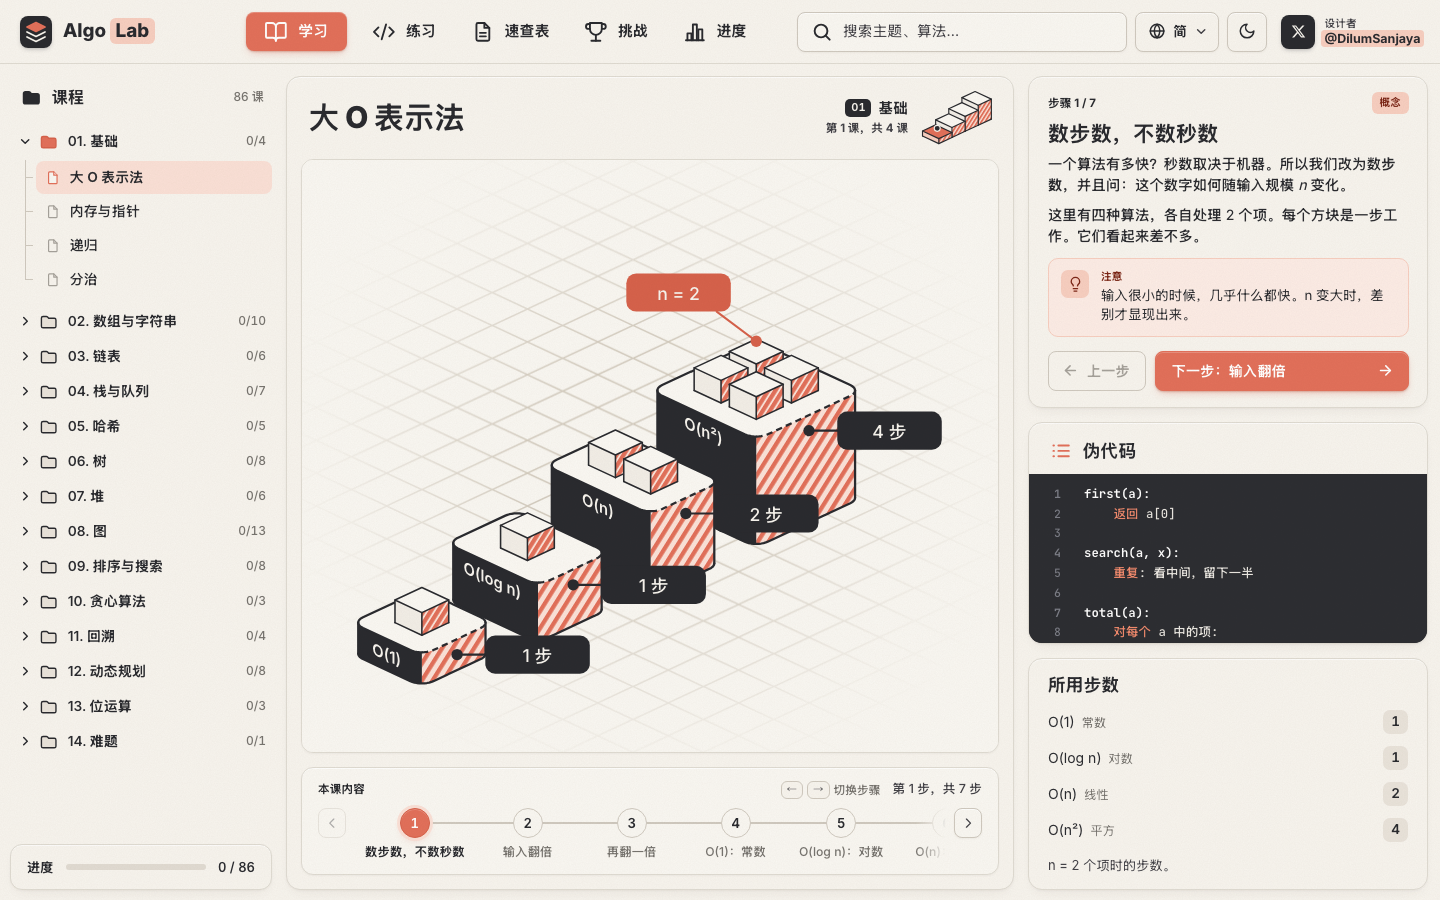 Algo Lab
学习
练习
速查表
挑战
进度
搜索主题、算法...
简
设计者
@DilumSanjaya
课程
86 课
01. 基础
0/4
大 O 表示法
内存与指针
递归
分治
02. 数组与字符串
0/10
03. 链表
0/6
04. 栈与队列
0/7
05. 哈希
0/5
06. 树
0/8
07. 堆
0/6
08. 图
0/13
09. 排序与搜索
0/8
10. 贪心算法
0/3
11. 回溯
0/4
12. 动态规划
0/8
13. 位运算
0/3
14. 难题
0/1
进度
0 / 86
大 O 表示法
01 基础
第 1 课，共 4 课
n = 2
O(n²)
4 步
O(n)
2 步
O(log n)
1 步
O(1)
1 步
本课内容
← → 切换步骤
第 1 步，共 7 步
1
2
3
4
5
数步数，不数秒数
输入翻倍
再翻一倍
O(1)：常数
O(log n)：对数
O(n)
步骤 1 / 7
概念
数步数，不数秒数
一个算法有多快？秒数取决于机器。所以我们改为数步
数，并且问：这个数字如何随输入规模 n 变化。
这里有四种算法，各自处理 2 个项。每个方块是一步工
作。它们看起来差不多。
注意
输入很小的时候，几乎什么都快。n 变大时，差
别才显现出来。
← 上一步
下一步：输入翻倍 →
伪代码
1 first(a):
2 返回 a[0]
3
4 search(a, x):
5 重复: 看中间，留下一半
6
7 total(a):
8 对每个 a 中的项:
所用步数
O(1) 常数
1
O(log n) 对数
1
O(n) 线性
2
O(n²) 平方
4
n = 2 个项时的步数。